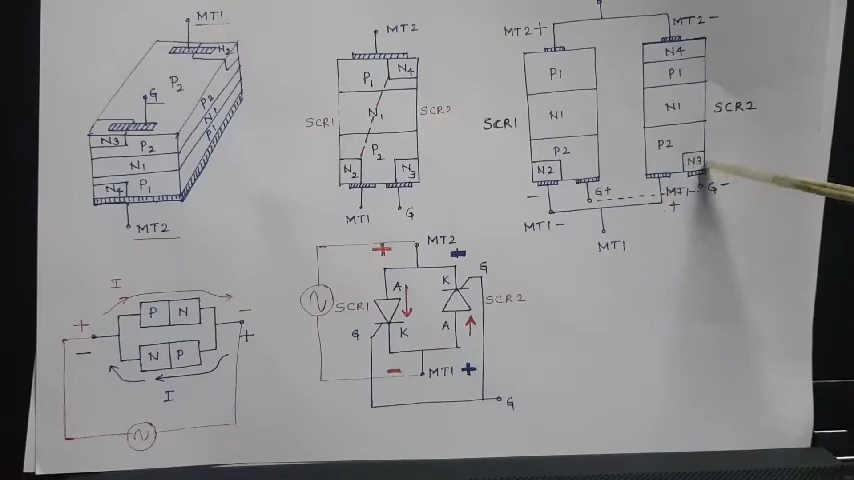 MT1
N2
P2
G
P2
N1
P1
N3
P2
N1
N4
P1
MT2
MT2
P1
N4
SCR1
N1
SCR2
P2
N2
N3
MT1
G
MT2+
MT2-
P1
N1
P2
N2
SCR1
N4
P1
N1
P2
N3
SCR2
-
G+
MT1
G-
+
MT1-
MT1
I
+
-
P N
-
+
N P
I
+
MT2
-
A
K
G
SCR1
SCR2
G
K
A
-
MT1
+
G